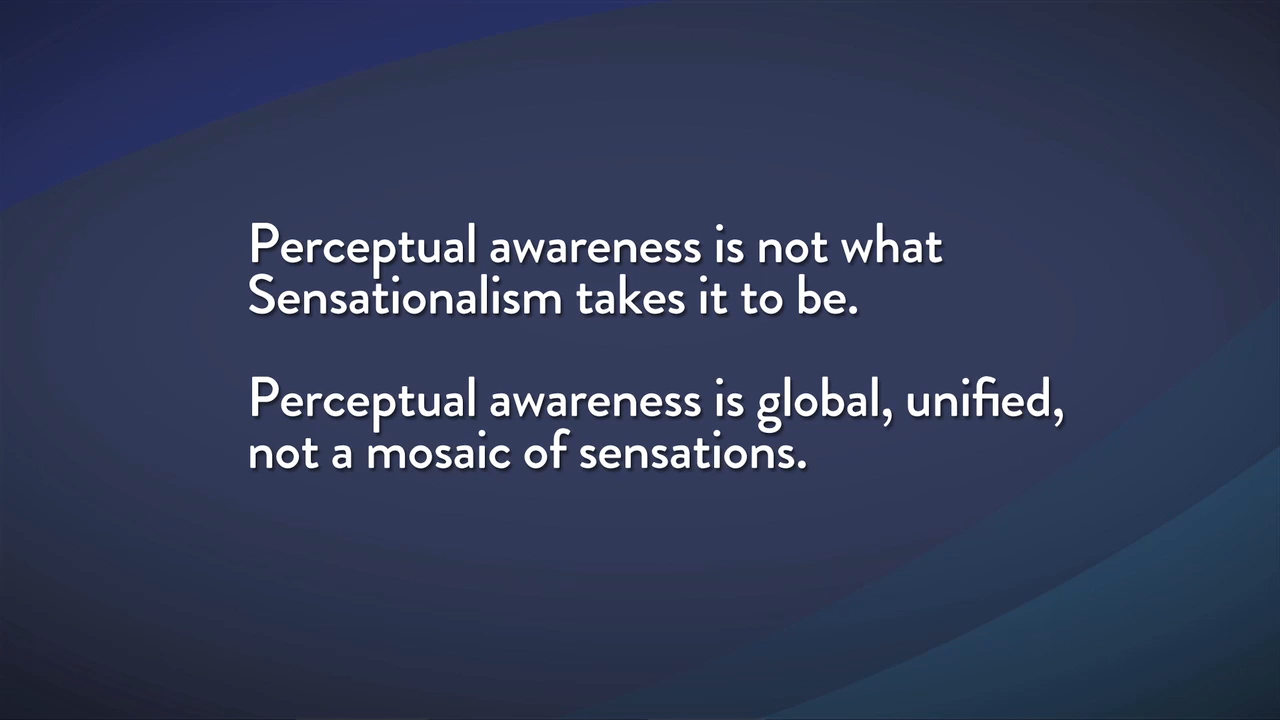 Perceptual awareness is not what
Sensationalism takes it to be.
Perceptual awareness is global, unified,
not a mosaic of sensations.